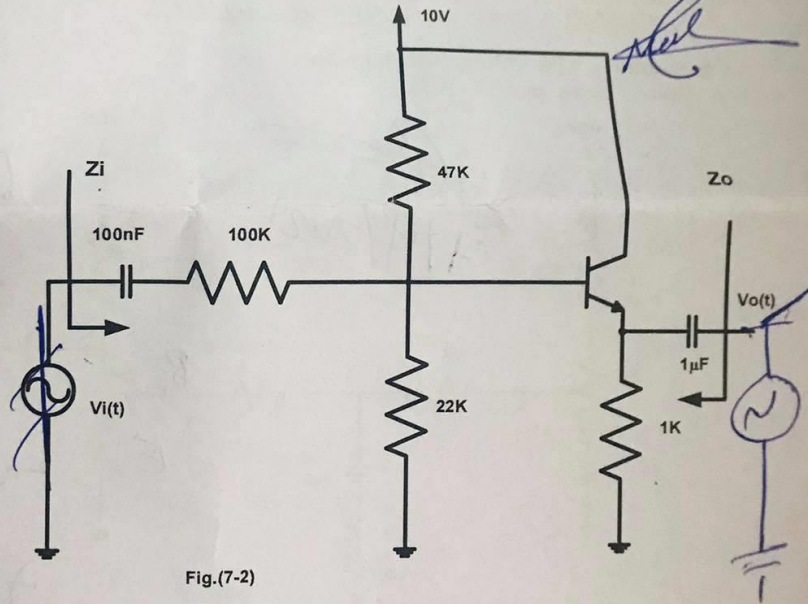 10V
Zi
47K
Zo
100nF
100K
Vo(t)
1µF
Vi(t)
22K
1K
Fig.(7-2)